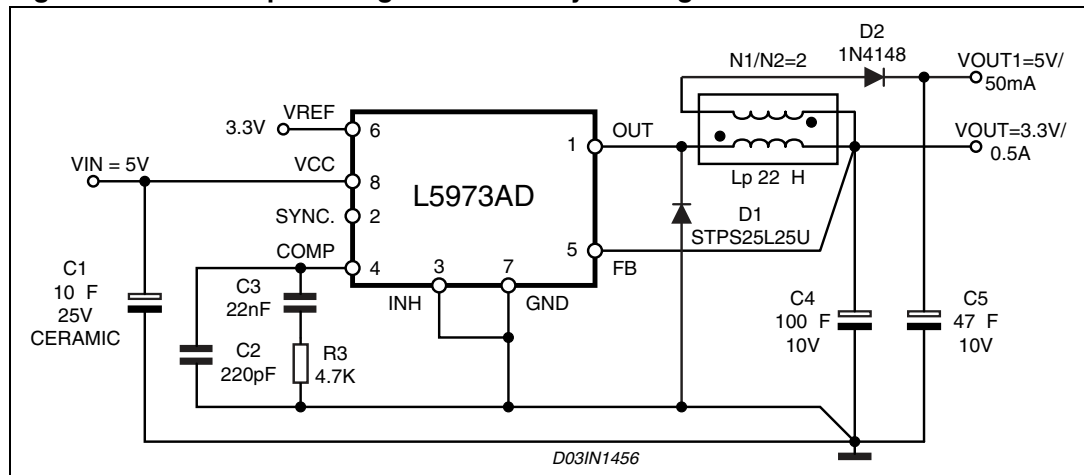 D2
N1/N2=2
1N4148
VOUT1=5V/
50mA
VREF
3.3V
6
1
OUT
VOUT=3.3V/
0.5A
VIN = 5V
VCC
8
L5973AD
Lp 22 H
SYNC.
2
D1
STPS25L25U
COMP
4
3
7
5
FB
INH
GND
C1
10 F
25V
CERAMIC
C3
22nF
C2
220pF
R3
4.7K
C4
100 F
10V
C5
47 F
10V
D03IN1456